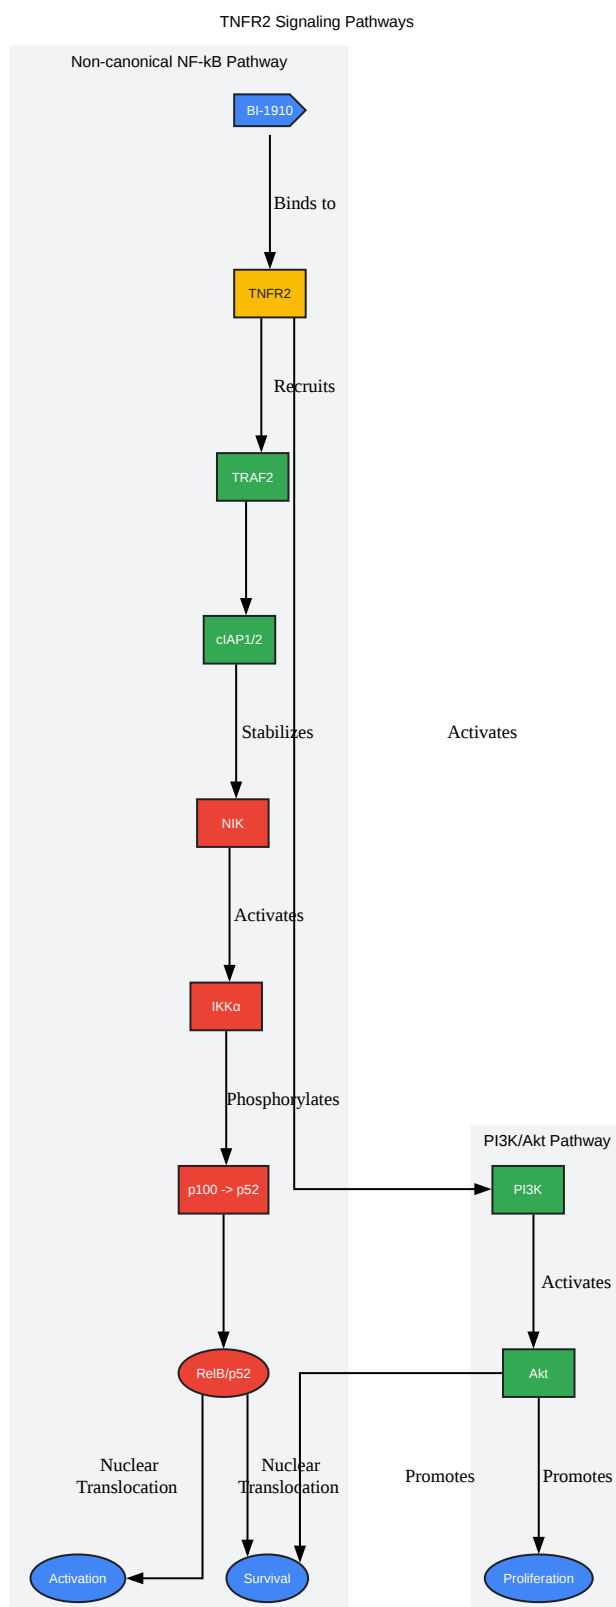 TNFR2 Signaling Pathways
Non-canonical NF-kB Pathway
BI-1910
Binds to
TNFR2
Recruits
TRAF2
cIAP1/2
Stabilizes
Activates
NIK
Activates
IKKα
Phosphorylates
PI3K/Akt Pathway
p100 -> p52
PI3K
Activates
RelB/p52
Akt
Nuclear
Translocation
Nuclear
Translocation
Promotes
Promotes
Activation
Survival
Proliferation